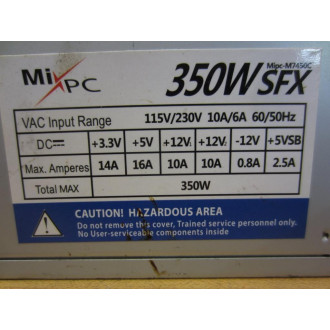 Mipc-M7450C
MixPC
350W SFX
VAC Input Range 115V/230V 10A/6A 60/50Hz
DC +3.3V +5V +12V₁ +12V₂ -12V +5VSB
Max. Amperes 14A 16A 10A 10A 0.8A 2.5A
Total MAX 350W
CAUTION! HAZARDOUS AREA
Do not remove this cover, Trained service personnel only.
No User-serviceable components inside